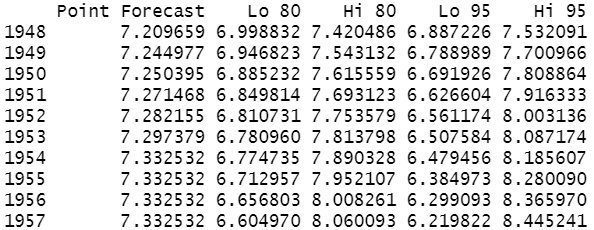 Point Forecast Lo 80 Hi 80 Lo 95 Hi 95
1948 7.209659 6.998832 7.420486 6.887226 7.532091
1949 7.244977 6.946823 7.543132 6.788989 7.700966
1950 7.250395 6.885232 7.615559 6.691926 7.808864
1951 7.271468 6.849814 7.693123 6.626604 7.916333
1952 7.282155 6.810731 7.753579 6.561174 8.003136
1953 7.297379 6.780960 7.813798 6.507584 8.087174
1954 7.332532 6.774735 7.890328 6.479456 8.185607
1955 7.332532 6.712957 7.952107 6.384973 8.280090
1956 7.332532 6.656803 8.008261 6.299093 8.365970
1957 7.332532 6.604970 8.060093 6.219822 8.445241